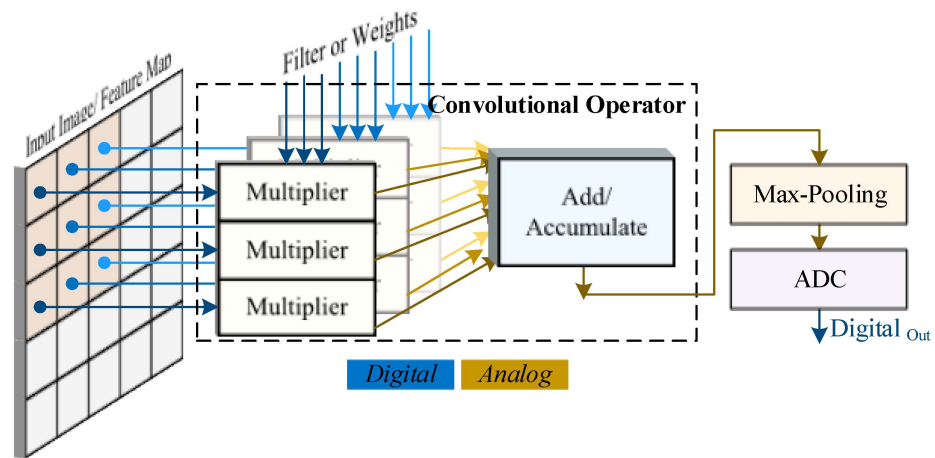 Input Image/ Feature Map
Filter or Weights
Convolutional Operator
Multiplier
Multiplier
Multiplier
Add/
Accumulate
Max-Pooling
ADC
Digital Out
Digital
Analog